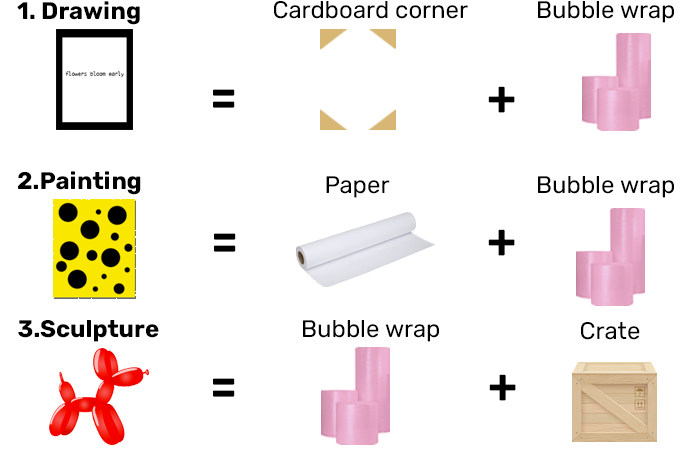 1. Drawing
Cardboard corner
Bubble wrap
flowers bloom early
=
+
2.Painting
Paper
Bubble wrap
=
+
3.Sculpture
Bubble wrap
Crate
=
+